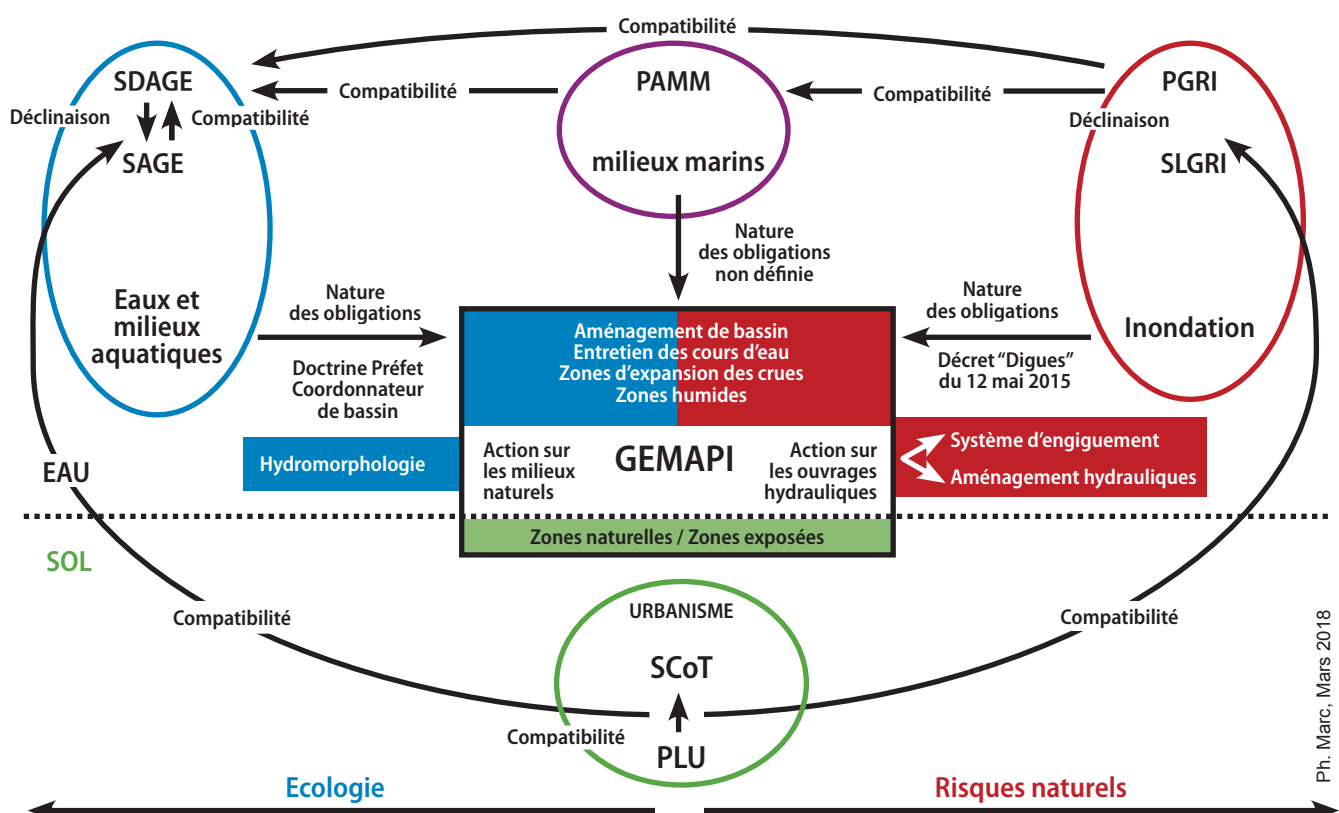 Compatibilité
SDAGE
Déclinaison
Compatibilité
SAGE
Eaux et
milieux
aquatiques
Compatibilité
PAMM
milieux marins
Compatibilité
PGRI
Déclinaison
SLGRI
Inondation
Nature
des obligations
non définie
Nature
des obligations
Doctrine Préfet
Coordonnateur
de bassin
Nature
des obligations
Décret “Digues”
du 12 mai 2015
Aménagement de bassin
Entretien des cours d'eau
Zones d'expansion des crues
Zones humides
Hydromorphologie
Action sur
les milieux
naturels
GEMAPI
Action sur
les ouvrages
hydrauliques
Système d'engiguement
Aménagement hydrauliques
EAU
Zones naturelles / Zones exposées
SOL
Compatibilité
URBANISME
SCoT
Compatibilité
PLU
Compatibilité
Ecologie
Risques naturels
Ph. Marc, Mars 2018